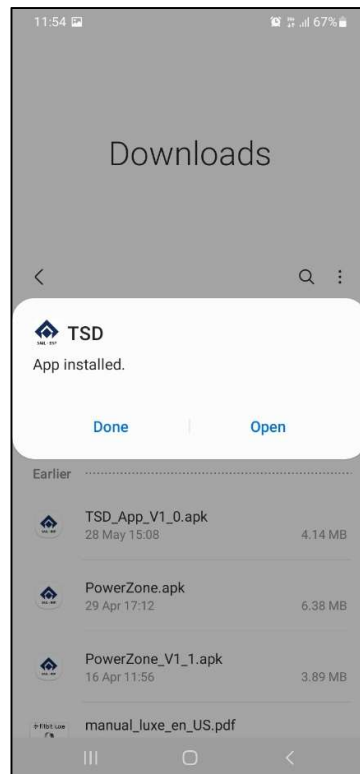 11:54
67%
Downloads
TSD
App installed.
Done
Open
Earlier
TSD_App_V1_0.apk
28 May 15:08
4.14 MB
PowerZone.apk
29 Apr 17:12
6.38 MB
PowerZone_V1_1.apk
16 Apr 11:56
3.89 MB
manual_luxe_en_US.pdf